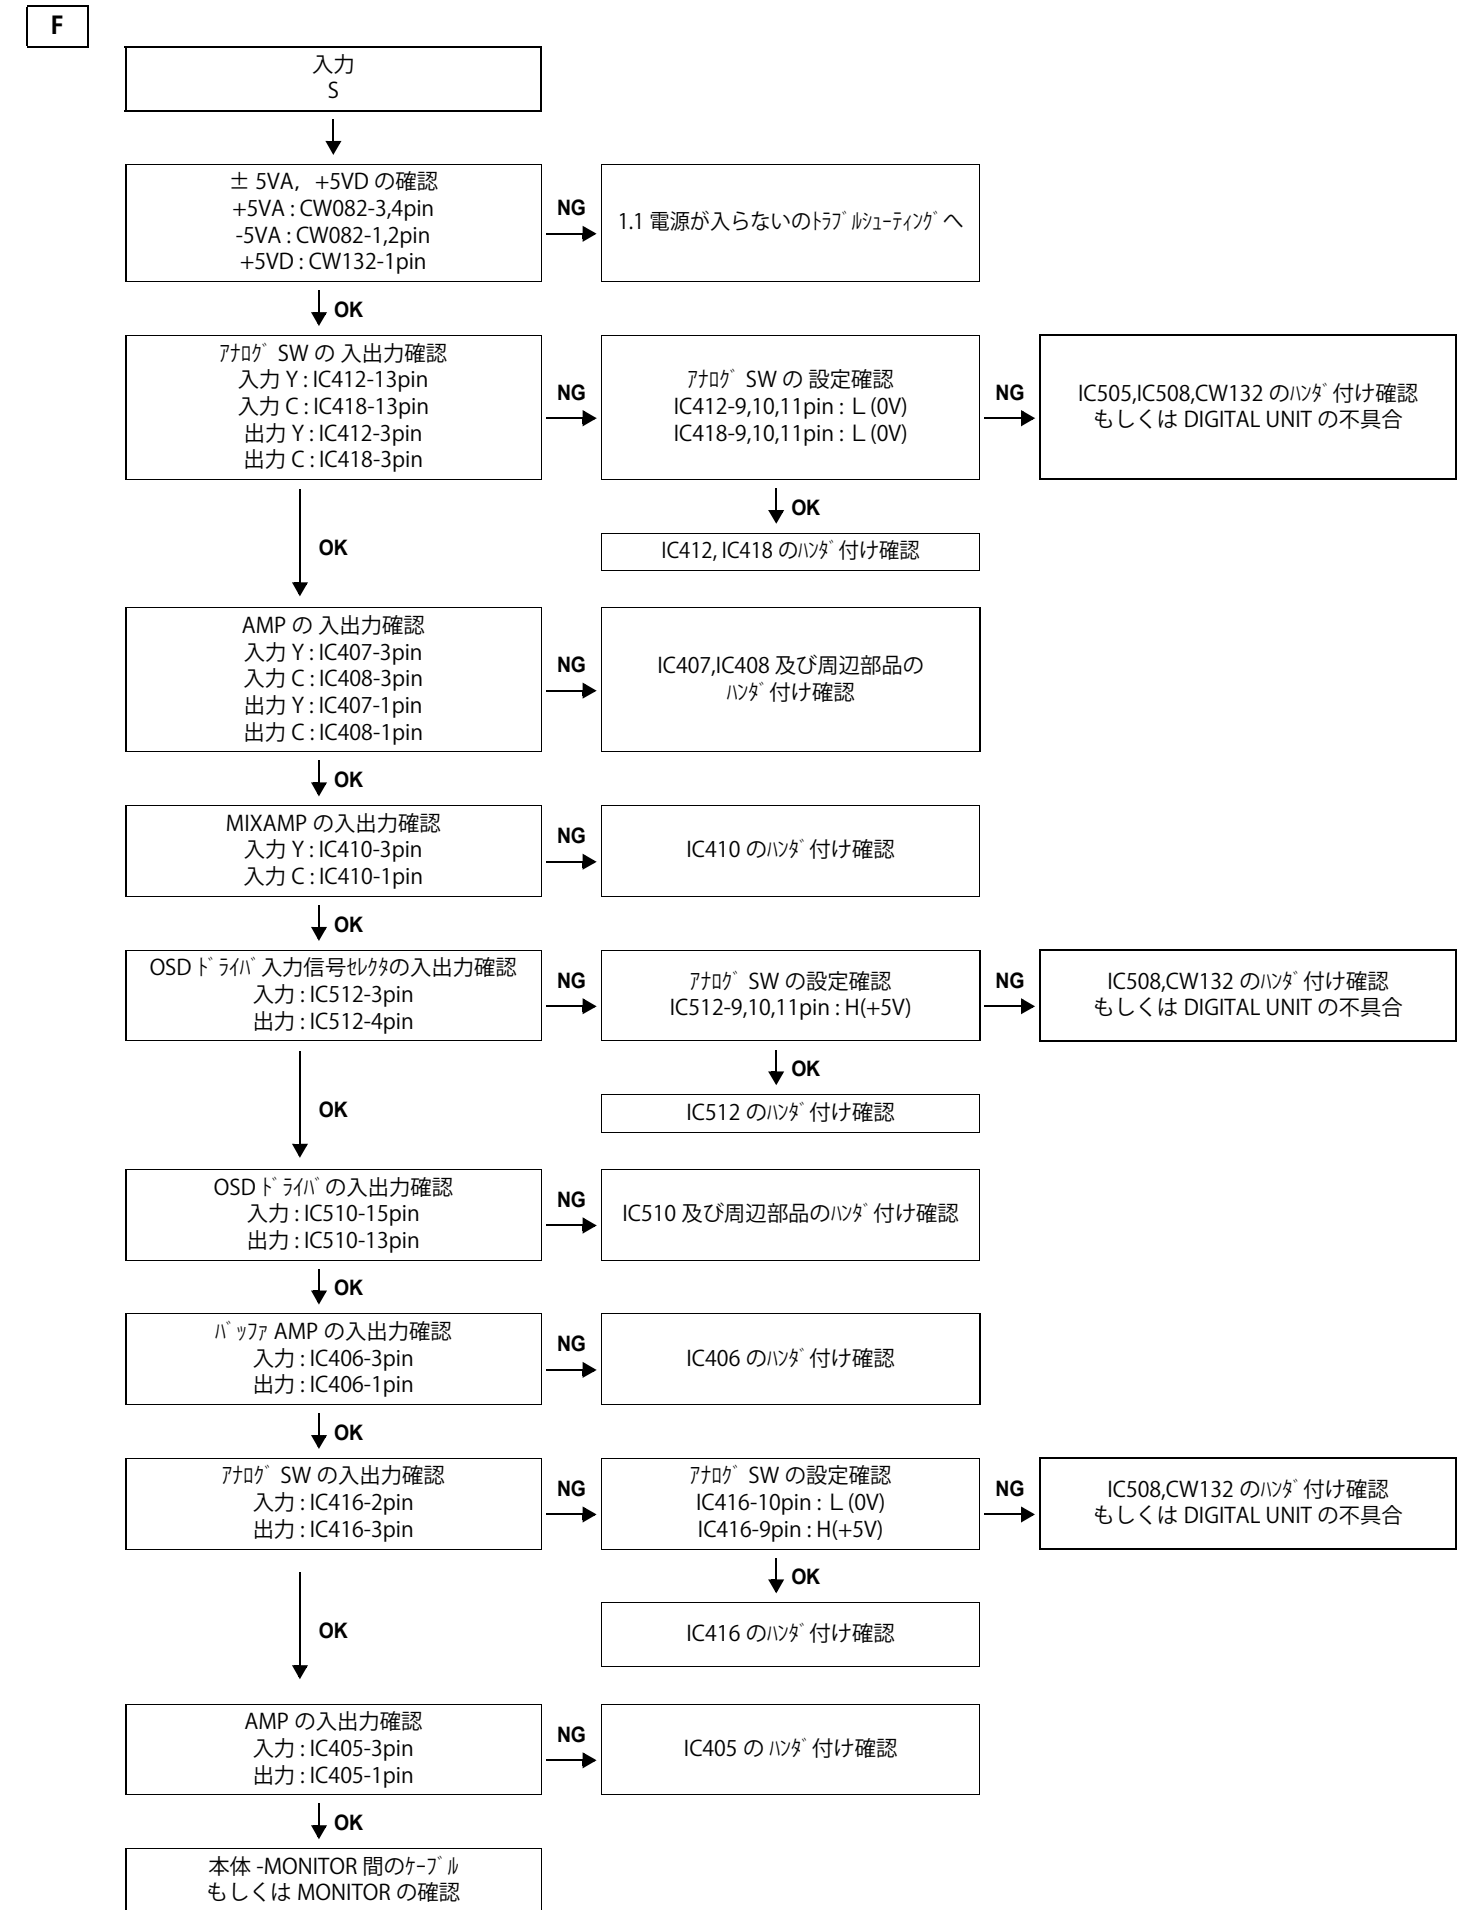 F
入力
S
± 5VA, +5VD の確認
+5VA : CW082-3,4pin
-5VA : CW082-1,2pin
+5VD : CW132-1pin
NG
1.1 電源が入らないのﾄﾗﾌﾞﾙｼｭｰﾃｨﾝｸﾞへ
OK
ｱﾅﾛｸﾞ SW の 入出力確認
入力 Y : IC412-13pin
入力 C : IC418-13pin
出力 Y : IC412-3pin
出力 C : IC418-3pin
NG
ｱﾅﾛｸﾞ SW の 設定確認
IC412-9,10,11pin : L (0V)
IC418-9,10,11pin : L (0V)
NG
IC505,IC508,CW132 のﾊﾝﾀﾞ付け確認
もしくは DIGITAL UNIT の不具合
OK
IC412, IC418 のﾊﾝﾀﾞ付け確認
OK
AMP の 入出力確認
入力 Y : IC407-3pin
入力 C : IC408-3pin
出力 Y : IC407-1pin
出力 C : IC408-1pin
NG
IC407,IC408 及び周辺部品の
ﾊﾝﾀﾞ付け確認
OK
MIXAMP の入出力確認
入力 Y : IC410-3pin
入力 C : IC410-1pin
NG
IC410 のﾊﾝﾀﾞ付け確認
OK
OSD ﾄﾞﾗｲﾊﾞ入力信号ｾﾚｸﾀの入出力確認
入力 : IC512-3pin
出力 : IC512-4pin
NG
ｱﾅﾛｸﾞ SW の設定確認
IC512-9,10,11pin : H(+5V)
NG
IC508,CW132 のﾊﾝﾀﾞ付け確認
もしくは DIGITAL UNIT の不具合
OK
IC512 のﾊﾝﾀﾞ付け確認
OK
OSD ﾄﾞﾗｲﾊﾞの入出力確認
入力 : IC510-15pin
出力 : IC510-13pin
NG
IC510 及び周辺部品のﾊﾝﾀﾞ付け確認
OK
ﾊﾞｯﾌｧ AMP の入出力確認
入力 : IC406-3pin
出力 : IC406-1pin
NG
IC406 のﾊﾝﾀﾞ付け確認
OK
ｱﾅﾛｸﾞ SW の入出力確認
入力 : IC416-2pin
出力 : IC416-3pin
NG
ｱﾅﾛｸﾞ SW の設定確認
IC416-10pin : L (0V)
IC416-9pin : H(+5V)
NG
IC508,CW132 のﾊﾝﾀﾞ付け確認
もしくは DIGITAL UNIT の不具合
OK
IC416 のﾊﾝﾀﾞ付け確認
OK
AMP の入出力確認
入力 : IC405-3pin
出力 : IC405-1pin
NG
IC405 の ﾊﾝﾀﾞ付け確認
OK
本体 -MONITOR 間のｹｰﾌﾞﾙ
もしくは MONITOR の確認